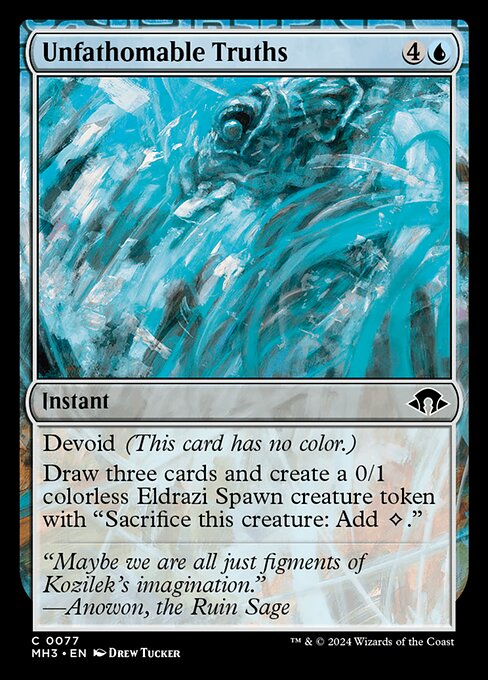 Unfathomable Truths 4
Instant
Devoid (This card has no color.)
Draw three cards and create a 0/1
colorless Eldrazi Spawn creature token
with “Sacrifice this creature: Add ◇.”
“Maybe we are all just figments of
Kozilek’s imagination.”
—Anowon, the Ruin Sage
C 0077
MH3 • EN DREW TUCKER
™ & © 2024 Wizards of the Coast